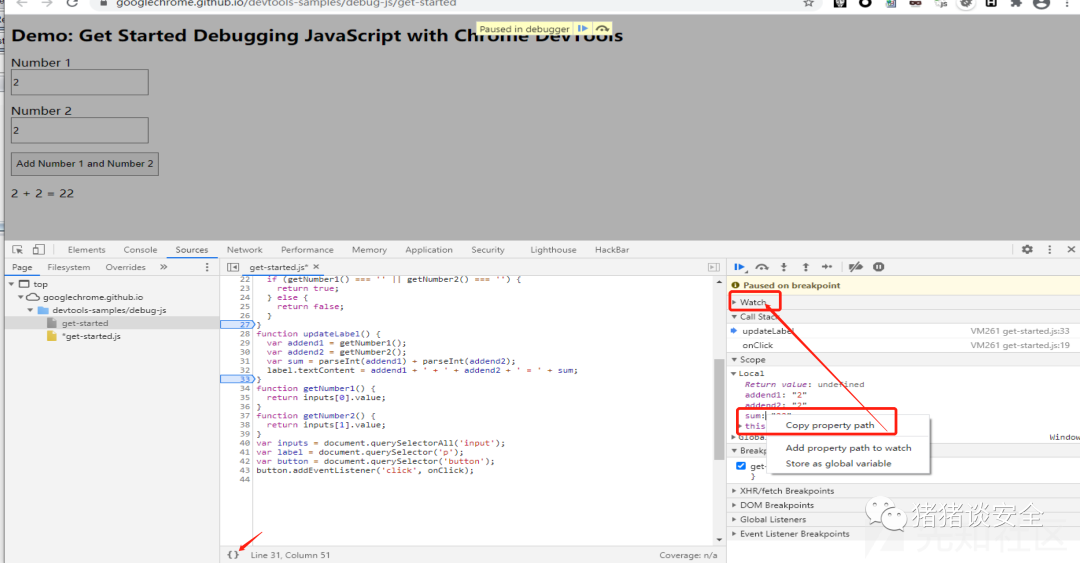 googlechrome.github.io/devtools-samples/debug-js/get-started
Demo: Get Started Debugging JavaScript with Chrome DevTools
Paused in debugger
Number 1
2
Number 2
2
Add Number 1 and Number 2
2 + 2 = 22
Elements Console Sources Network Performance Memory Application Security Lighthouse HackBar
Page Filesystem Overrides »
get-started.js* ×
top
googlechrome.github.io
devtools-samples/debug-js
get-started
*get-started.js
22 if (getNumber1() === '' || getNumber2() === '') {
23 return true;
24 } else {
25 return false;
26 }
27 }
28 function updateLabel() {
29 var addend1 = getNumber1();
30 var addend2 = getNumber2();
31 var sum = parseInt(addend1) + parseInt(addend2);
32 label.textContent = addend1 + ' + ' + addend2 + ' = ' + sum;
33 }
34 function getNumber1() {
35 return inputs[0].value;
36 }
37 function getNumber2() {
38 return inputs[1].value;
39 }
40 var inputs = document.querySelectorAll('input');
41 var label = document.querySelector('p');
42 var button = document.querySelector('button');
43 button.addEventListener('click', onClick);
44
{} Line 31, Column 51
Coverage: n/a
Paused on breakpoint
Watch
Call Stack
updateLabel VM261 get-started.js:33
onClick VM261 get-started.js:19
Scope
Local
Return value: undefined
addend1: "2"
addend2: "2"
sum:
this
Global Window
Copy property path
Add property path to watch
Store as global variable
Breakp
get-
}
XHR/fetch Breakpoints
DOM Breakpoints
Global Listeners
Event Listener Breakpoints
猪猪谈安全
先知社区